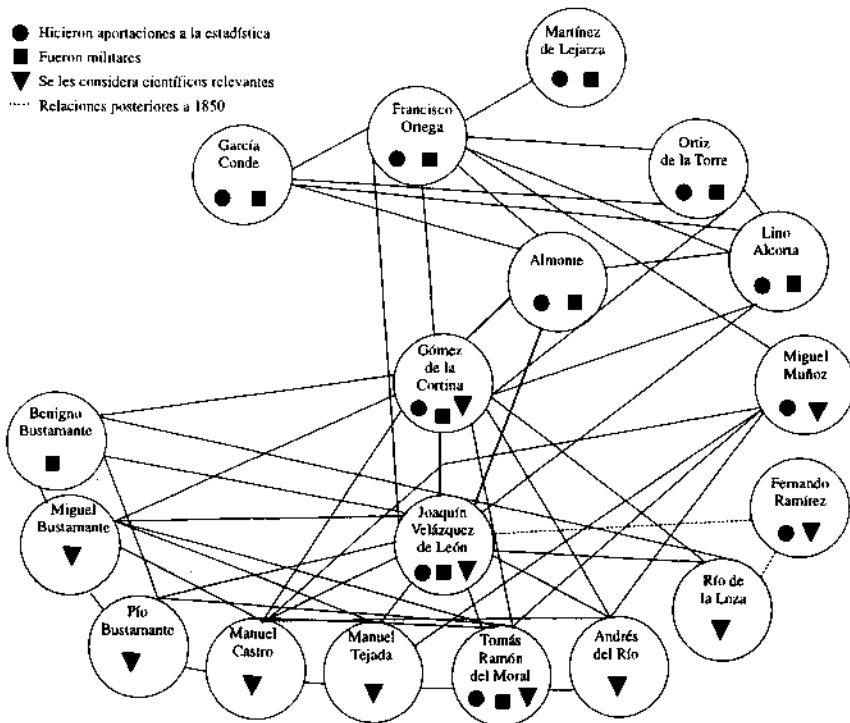 Hicieron aportaciones a la estadística
Fueron militares
Se les considera científicos relevantes
Relaciones posteriores a 1850
Martínez
de Lejarza
Francisco
Ortega
García
Conde
Ortiz
de la Torre
Lino
Alcorta
Almonte
Gómez
de la
Cortina
Miguel
Muñoz
Benigno
Bustamante
Fernando
Ramírez
Miguel
Bustamante
Joaquín
Velázquez
de León
Río de
la Loza
Pío
Bustamante
Manuel
Castro
Manuel
Tejada
Tomás
Ramón
del Moral
Andrés
del Río